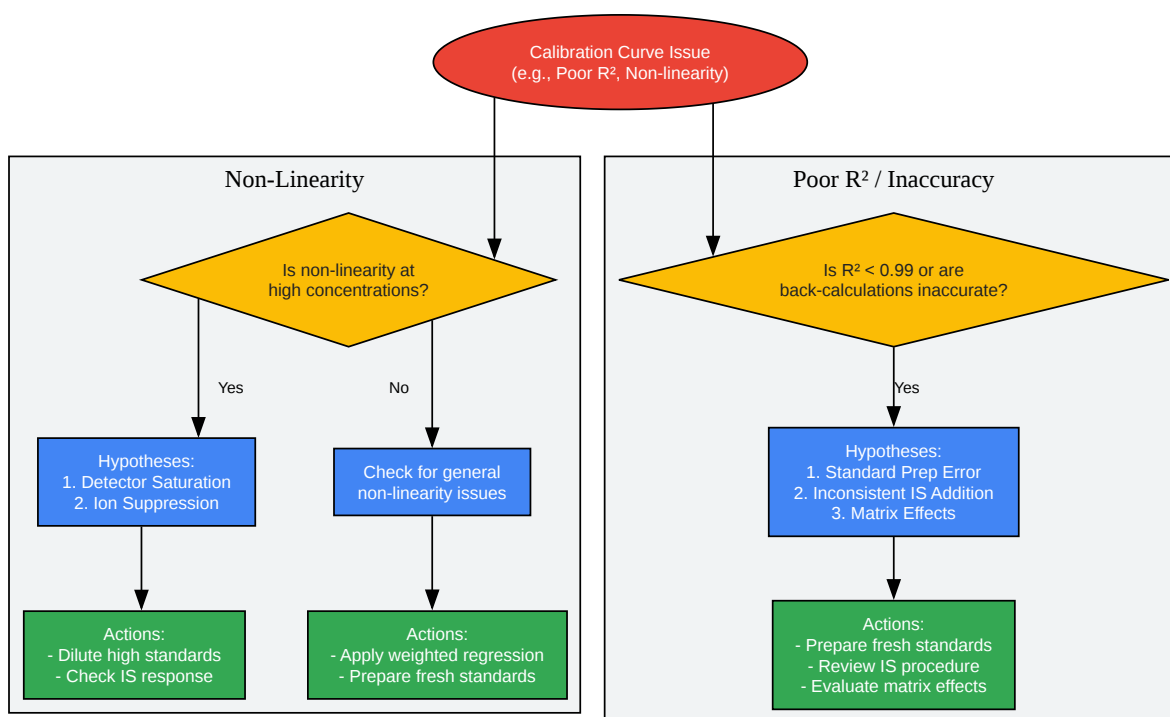 Calibration Curve Issue
(e.g., Poor R², Non-linearity)
Non-Linearity
Is non-linearity at
high concentrations?
Yes
No
Hypotheses:
1. Detector Saturation
2. Ion Suppression
Check for general
non-linearity issues
Actions:
- Dilute high standards
- Check IS response
Actions:
- Apply weighted regression
- Prepare fresh standards
Poor R² / Inaccuracy
Is R² < 0.99 or are
back-calculations inaccurate?
Yes
Hypotheses:
1. Standard Prep Error
2. Inconsistent IS Addition
3. Matrix Effects
Actions:
- Prepare fresh standards
- Review IS procedure
- Evaluate matrix effects